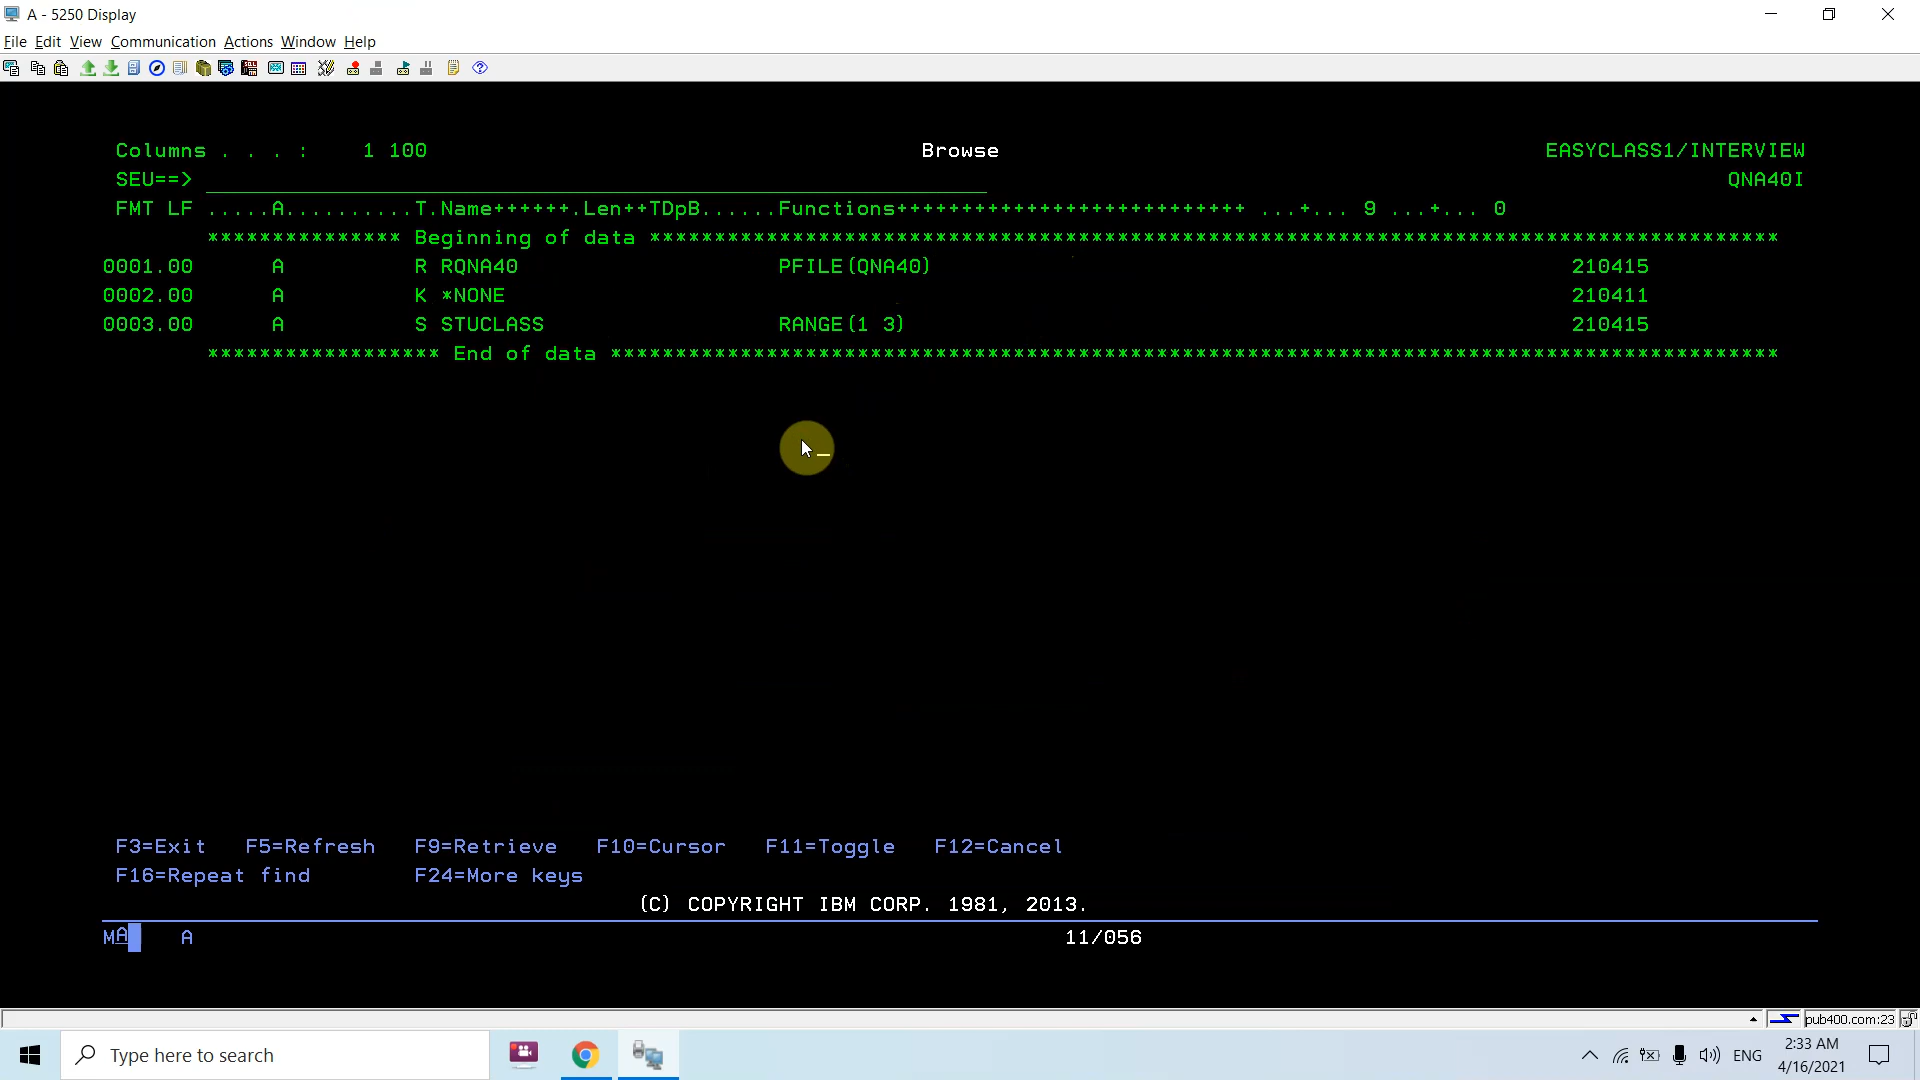 A - 5250 Display
File Edit View Communication Actions Window Help
Columns . . . :    1 100                                      Browse                                          EASYCLASS1/INTERVIEW
SEU==> ____________________________________________________________ QNA40I
FMT LF .....A..........T.Name++++++.Len++TDpB......Functions+++++++++++++++++++++++++++ ...+... 9 ...+... 0
*************** Beginning of data ***************************************************************************************
0001.00      A          R RQNA40                    PFILE(QNA40)                                                 210415
0002.00      A          K *NONE                                                                                  210411
0003.00      A          S STUCLASS                  RANGE(1 3)                                                   210415
****************** End of data ******************************************************************************************
F3=Exit   F5=Refresh   F9=Retrieve   F10=Cursor   F11=Toggle   F12=Cancel
F16=Repeat find        F24=More keys
(C) COPYRIGHT IBM CORP. 1981, 2013.
MA    A    11/056
pub400.com:23
Type here to search
ENG
2:33 AM
4/16/2021